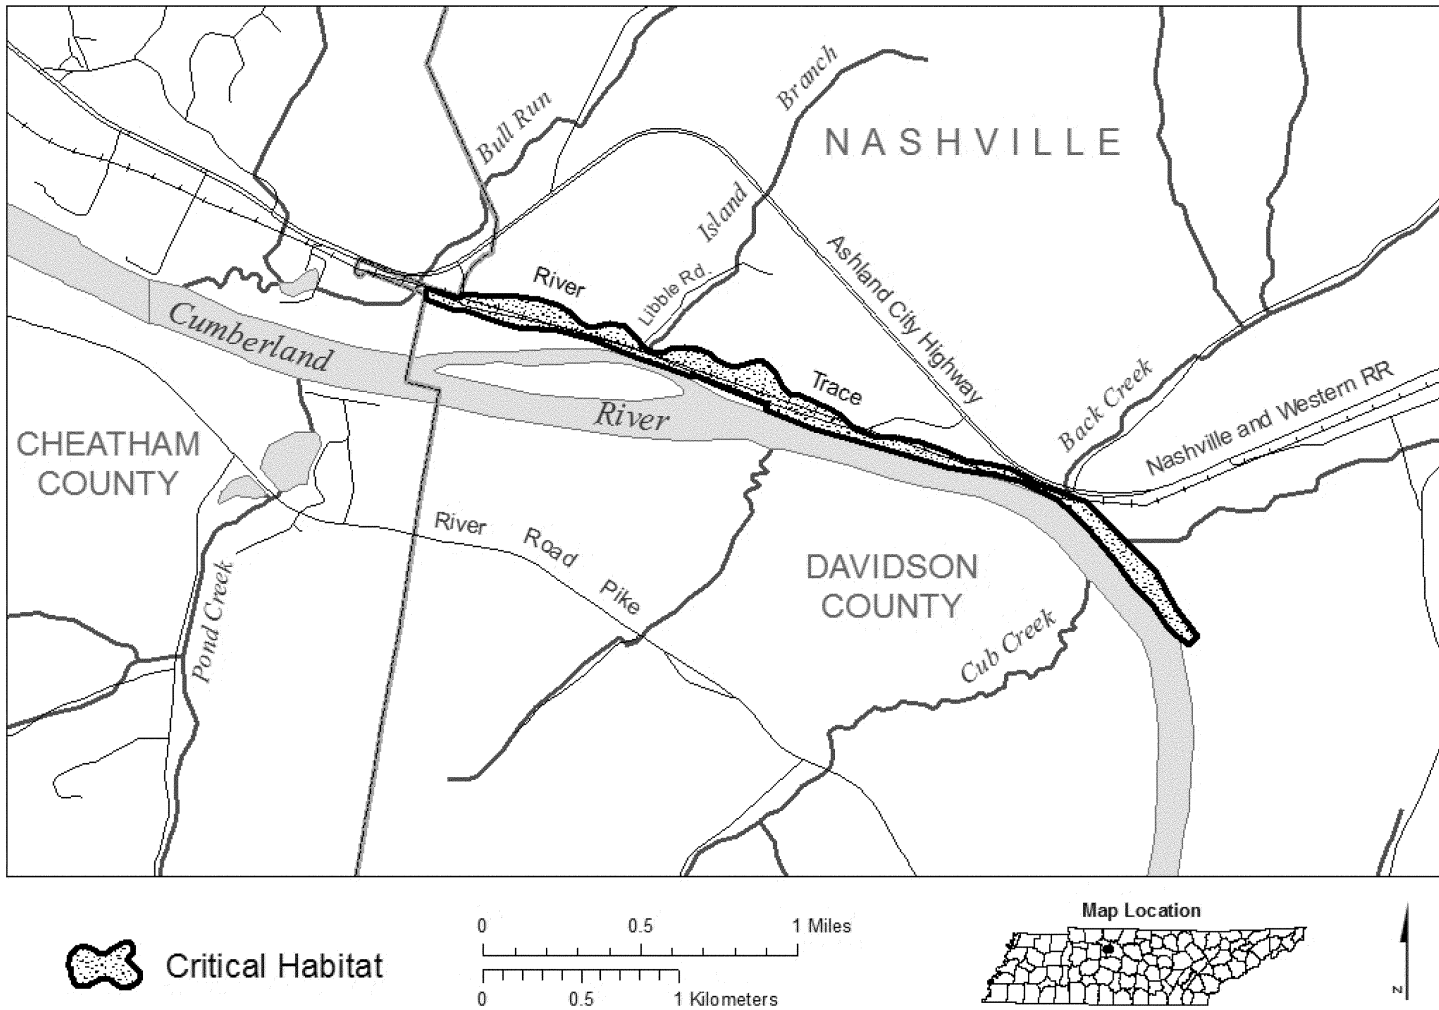 Bull Run
Branch
NASHVILLE
Island
River
Libble Rd.
Ashland City Highway
Cumberland
River
Trace
Back Creek
Nashville and Western RR
CHEATHAM
COUNTY
River Road Pike
DAVIDSON
COUNTY
Pond Creek
Cub Creek
Critical Habitat
0 0.5 1 Miles
0 0.5 1 Kilometers
Map Location
N